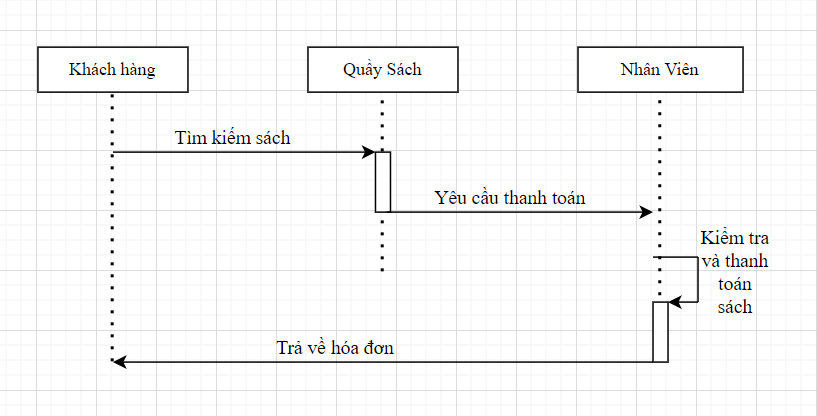 Khách hàng
Quầy Sách
Nhân Viên
Tìm kiếm sách
Yêu cầu thanh toán
Kiểm tra
và thanh
toán
sách
Trả về hóa đơn